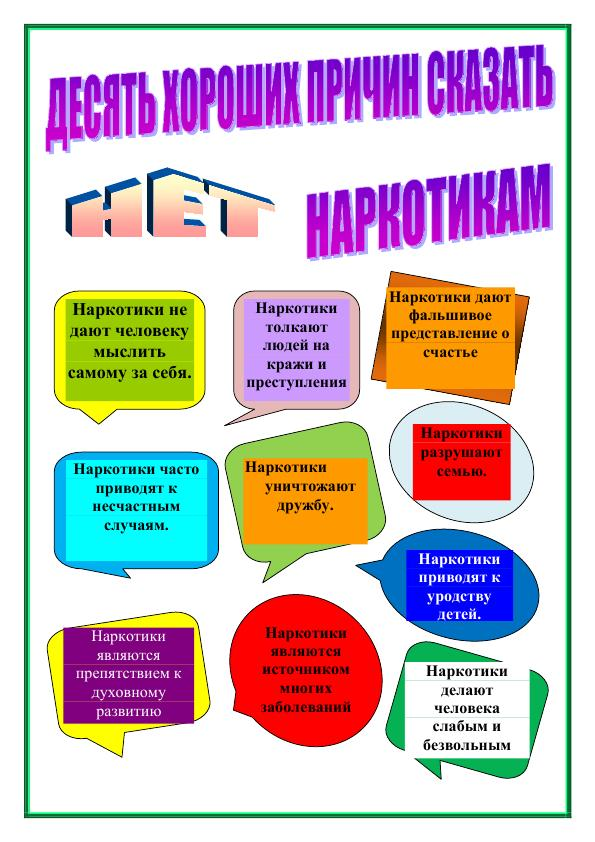 ДЕСЯТЬ ХОРОШИХ ПРИЧИН СКАЗАТЬ
НЕТ
НАРКОТИКАМ
Наркотики не
дают человеку
мыслить
самому за себя.
Наркотики
толкают
людей на
кражи и
преступления
Наркотики дают
фальшивое
представление о
счастье
Наркотики часто
приводят к
несчастным
случаям.
Наркотики
уничтожают
дружбу.
Наркотики
разрушают
семью.
Наркотики
приводят к
уродству
детей.
Наркотики
являются
препятствием к
духовному
развитию
Наркотики
являются
источником
многих
заболеваний
Наркотики
делают
человека
слабым и
безвольным